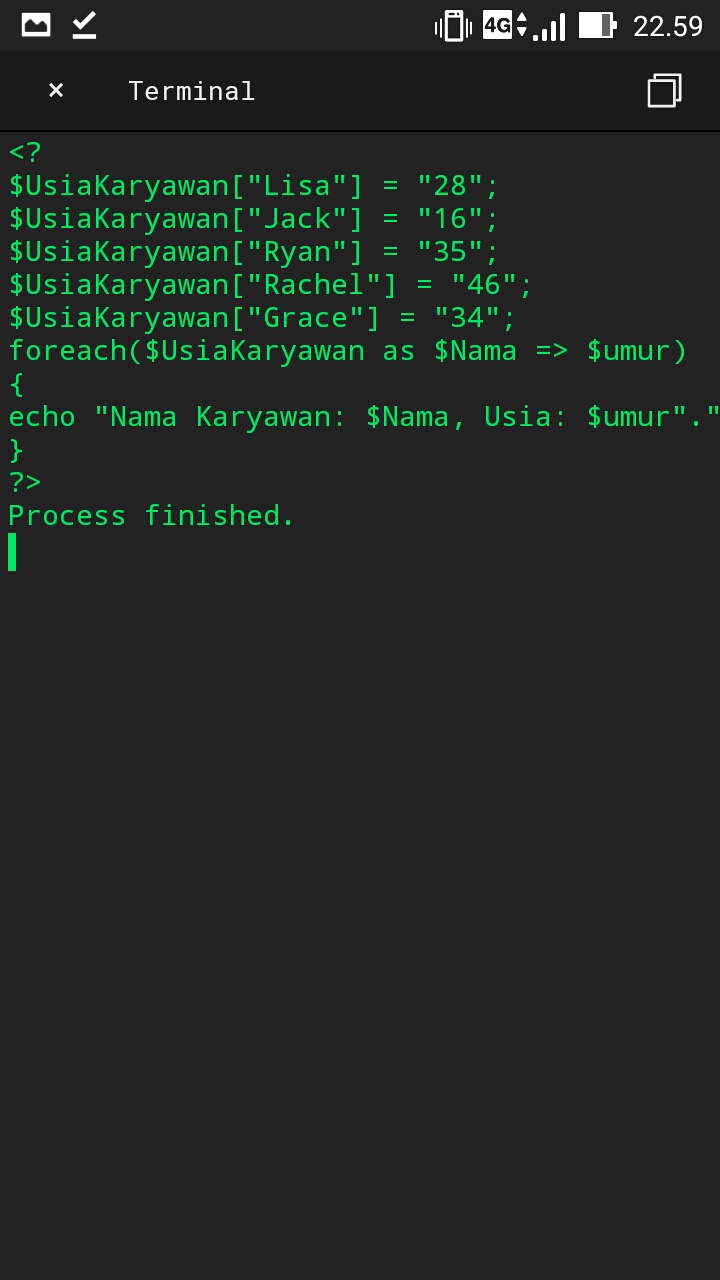 4G 22.59
× Terminal
<?
$UsiaKaryawan["Lisa"] = "28";
$UsiaKaryawan["Jack"] = "16";
$UsiaKaryawan["Ryan"] = "35";
$UsiaKaryawan["Rachel"] = "46";
$UsiaKaryawan["Grace"] = "34";
foreach($UsiaKaryawan as $Nama => $umur)
{
echo "Nama Karyawan: $Nama, Usia: $umur"."
}
?>
Process finished.